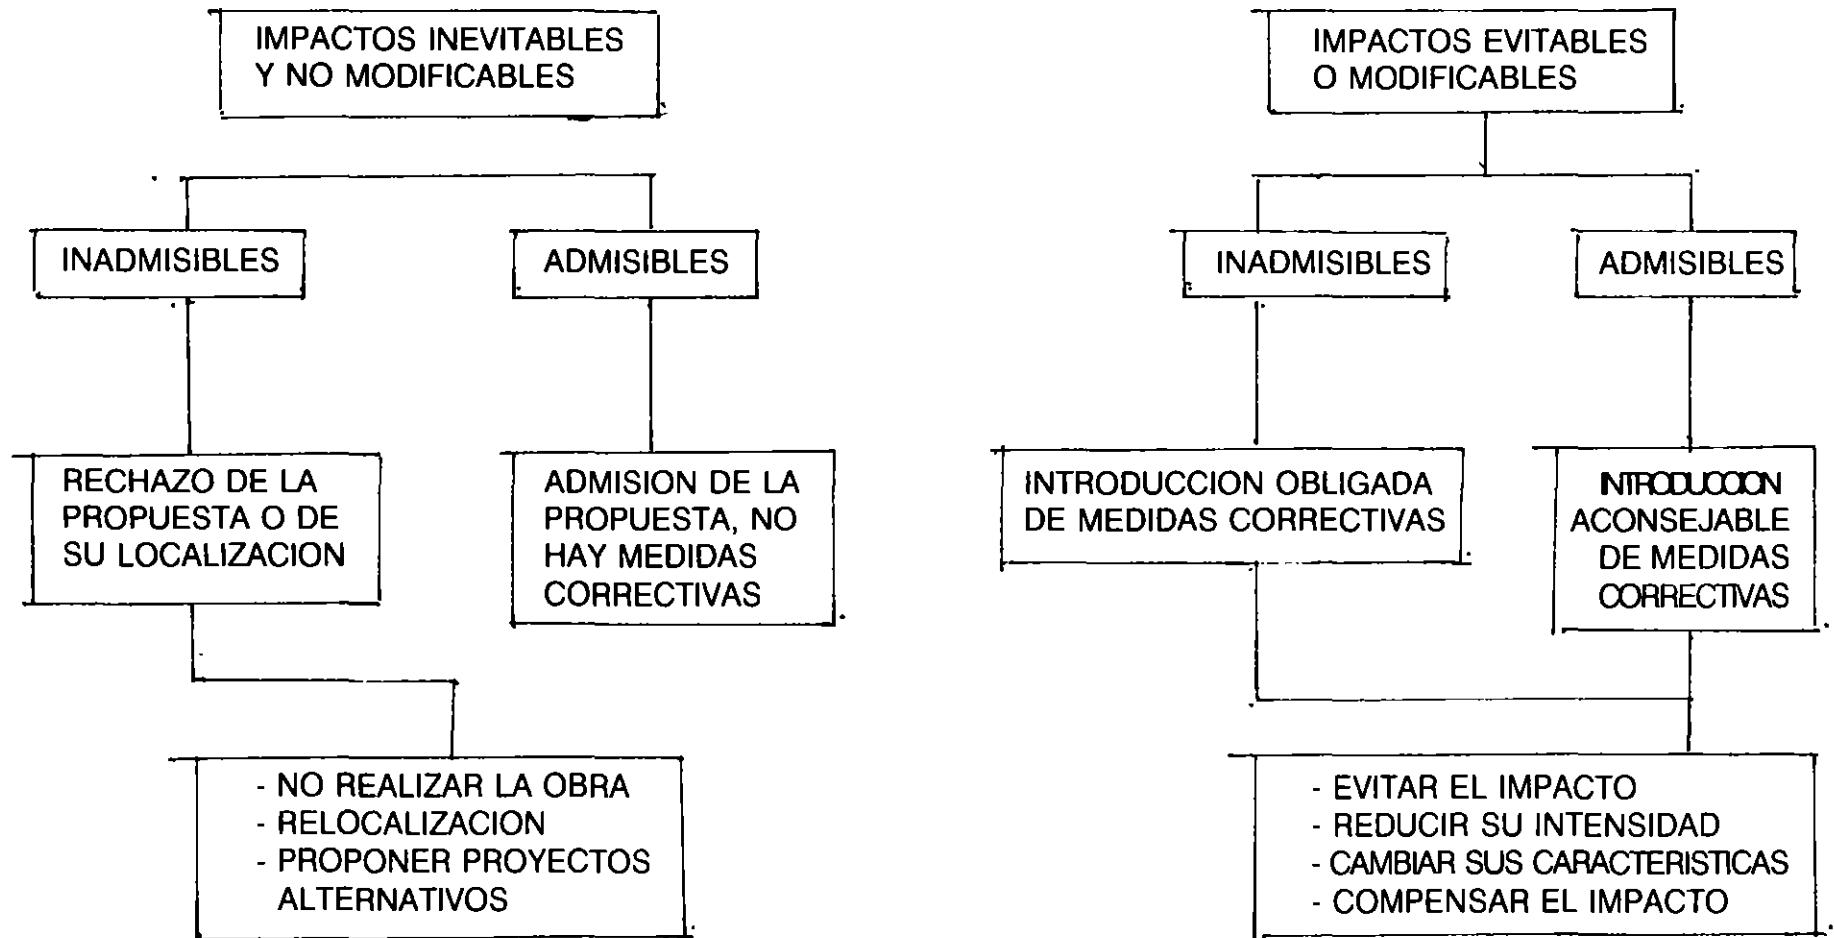 IMPACTOS INEVITABLES
Y NO MODIFICABLES
IMPACTOS EVITABLES
O MODIFICABLES
INADMISIBLES
ADMISIBLES
INADMISIBLES
ADMISIBLES
RECHAZO DE LA
PROPUESTA O DE
SU LOCALIZACION
ADMISION DE LA
PROPUESTA, NO
HAY MEDIDAS
CORRECTIVAS
INTRODUCCION OBLIGADA
DE MEDIDAS CORRECTIVAS
INTRODUCCION
ACONSEJABLE
DE MEDIDAS
CORRECTIVAS
- NO REALIZAR LA OBRA
- RELOCALIZACION
- PROPONER PROYECTOS
ALTERNATIVOS
- EVITAR EL IMPACTO
- REDUCIR SU INTENSIDAD
- CAMBIAR SUS CARACTERISTICAS
- COMPENSAR EL IMPACTO